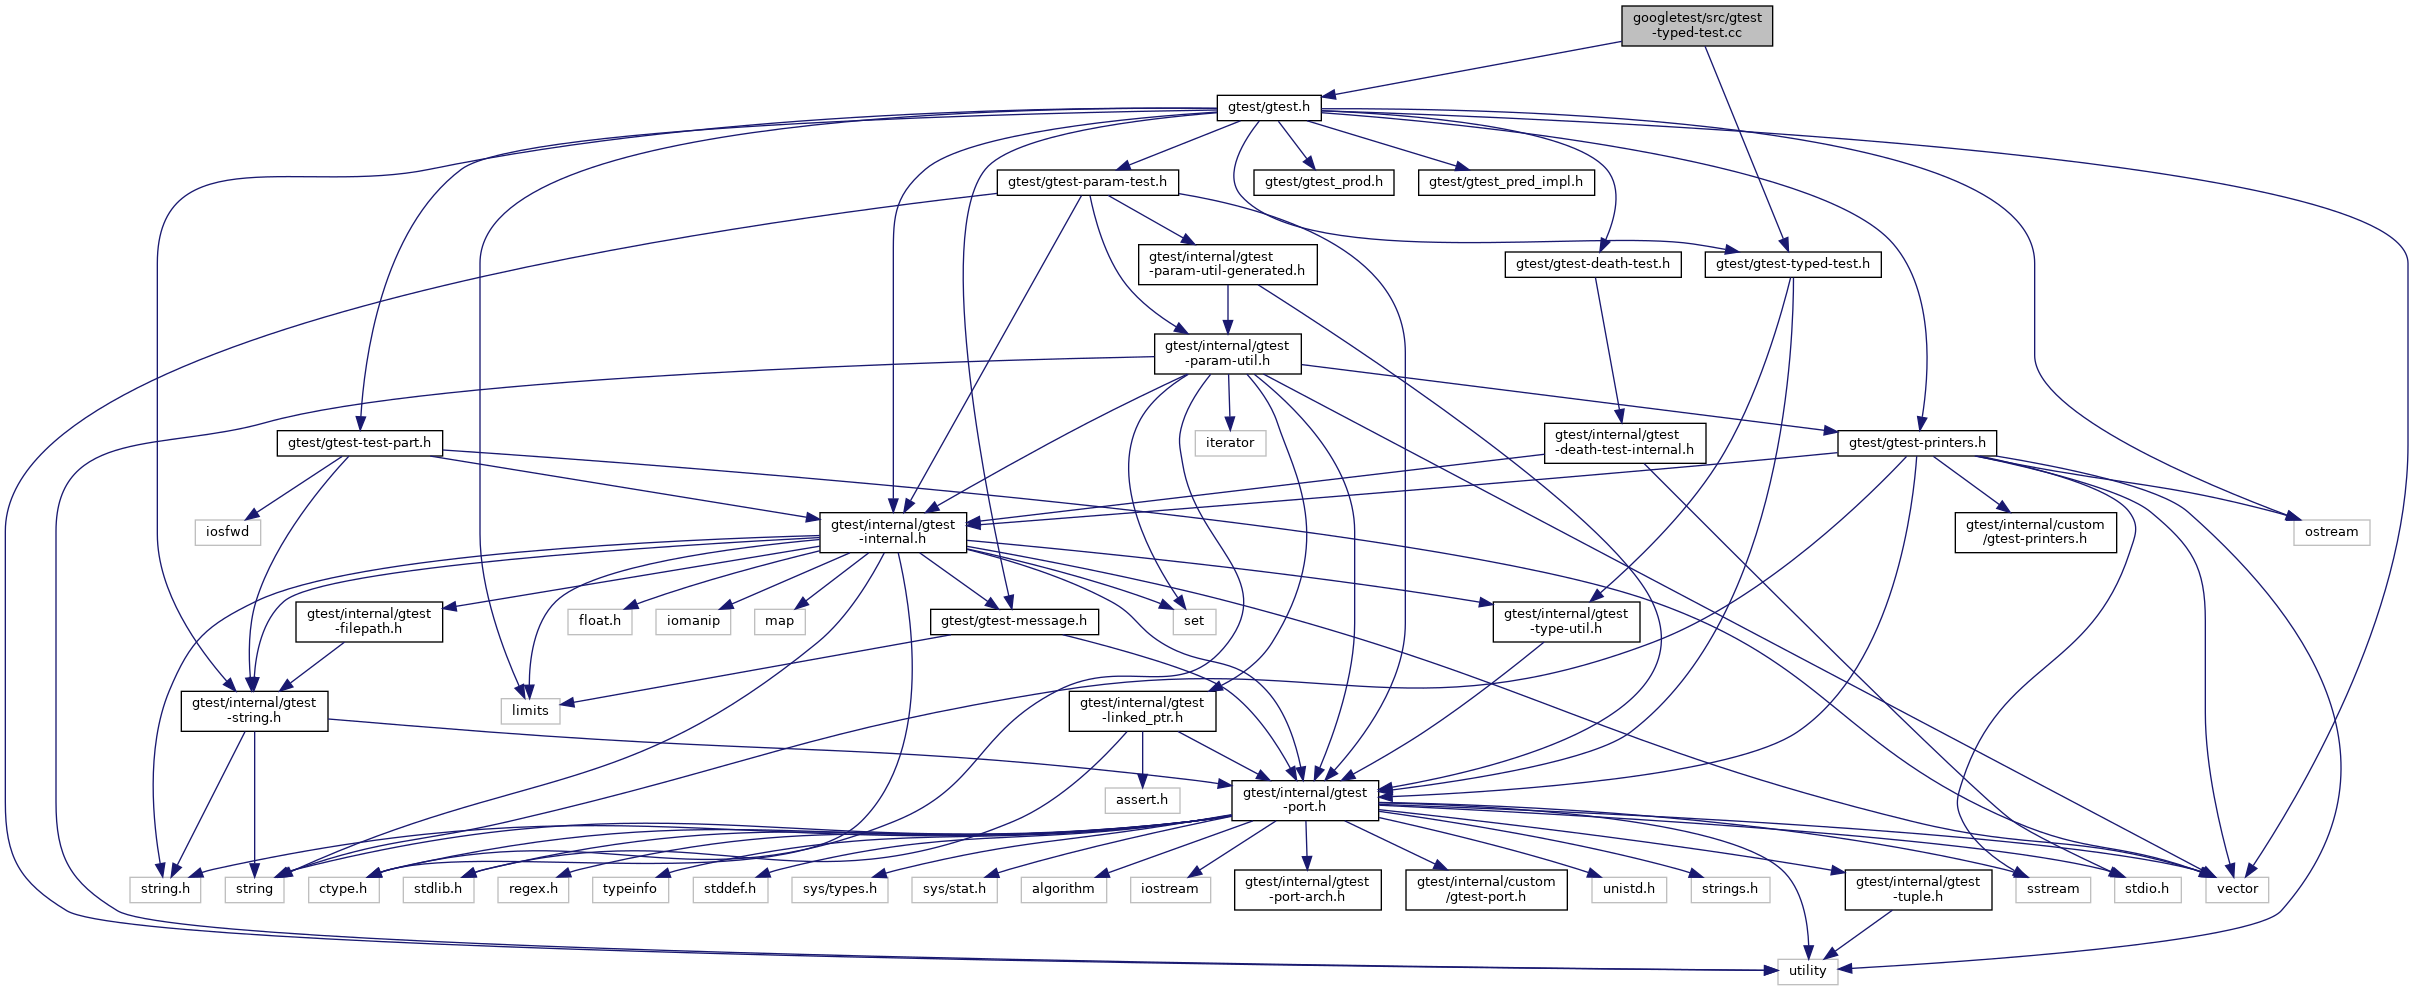 googletest/src/gtest
-typed-test.cc
gtest/gtest.h
gtest/gtest-param-test.h
gtest/gtest_prod.h
gtest/gtest_pred_impl.h
gtest/internal/gtest
-param-util-generated.h
gtest/gtest-death-test.h
gtest/gtest-typed-test.h
gtest/internal/gtest
-param-util.h
gtest/gtest-test-part.h
iterator
gtest/internal/gtest
-death-test-internal.h
gtest/gtest-printers.h
iosfwd
gtest/internal/gtest
-internal.h
gtest/internal/custom
/gtest-printers.h
ostream
gtest/internal/gtest
-filepath.h
float.h
iomanip
map
gtest/gtest-message.h
set
gtest/internal/gtest
-type-util.h
gtest/internal/gtest
-string.h
limits
gtest/internal/gtest
-linked_ptr.h
assert.h
gtest/internal/gtest
-port.h
string.h
string
ctype.h
stdlib.h
regex.h
typeinfo
stddef.h
sys/types.h
sys/stat.h
algorithm
iostream
gtest/internal/gtest
-port-arch.h
gtest/internal/custom
/gtest-port.h
unistd.h
strings.h
gtest/internal/gtest
-tuple.h
sstream
stdio.h
vector
utility